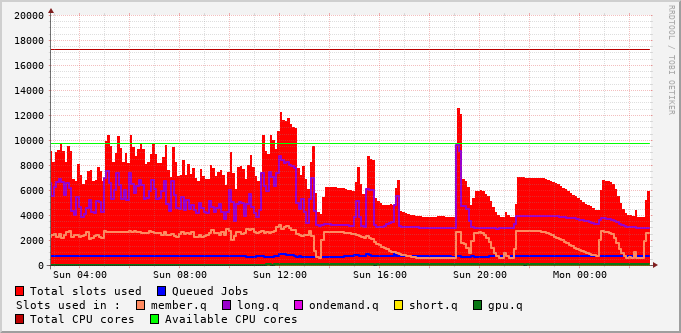 20000
18000
16000
14000
12000
10000
8000
6000
4000
2000
0
Sun 04:00 Sun 08:00 Sun 12:00 Sun 16:00 Sun 20:00 Mon 00:00
RRDTOOL / TOBI OETIKER
Total slots used Queued Jobs
Slots used in : member.q long.q ondemand.q short.q gpu.q
Total CPU cores Available CPU cores